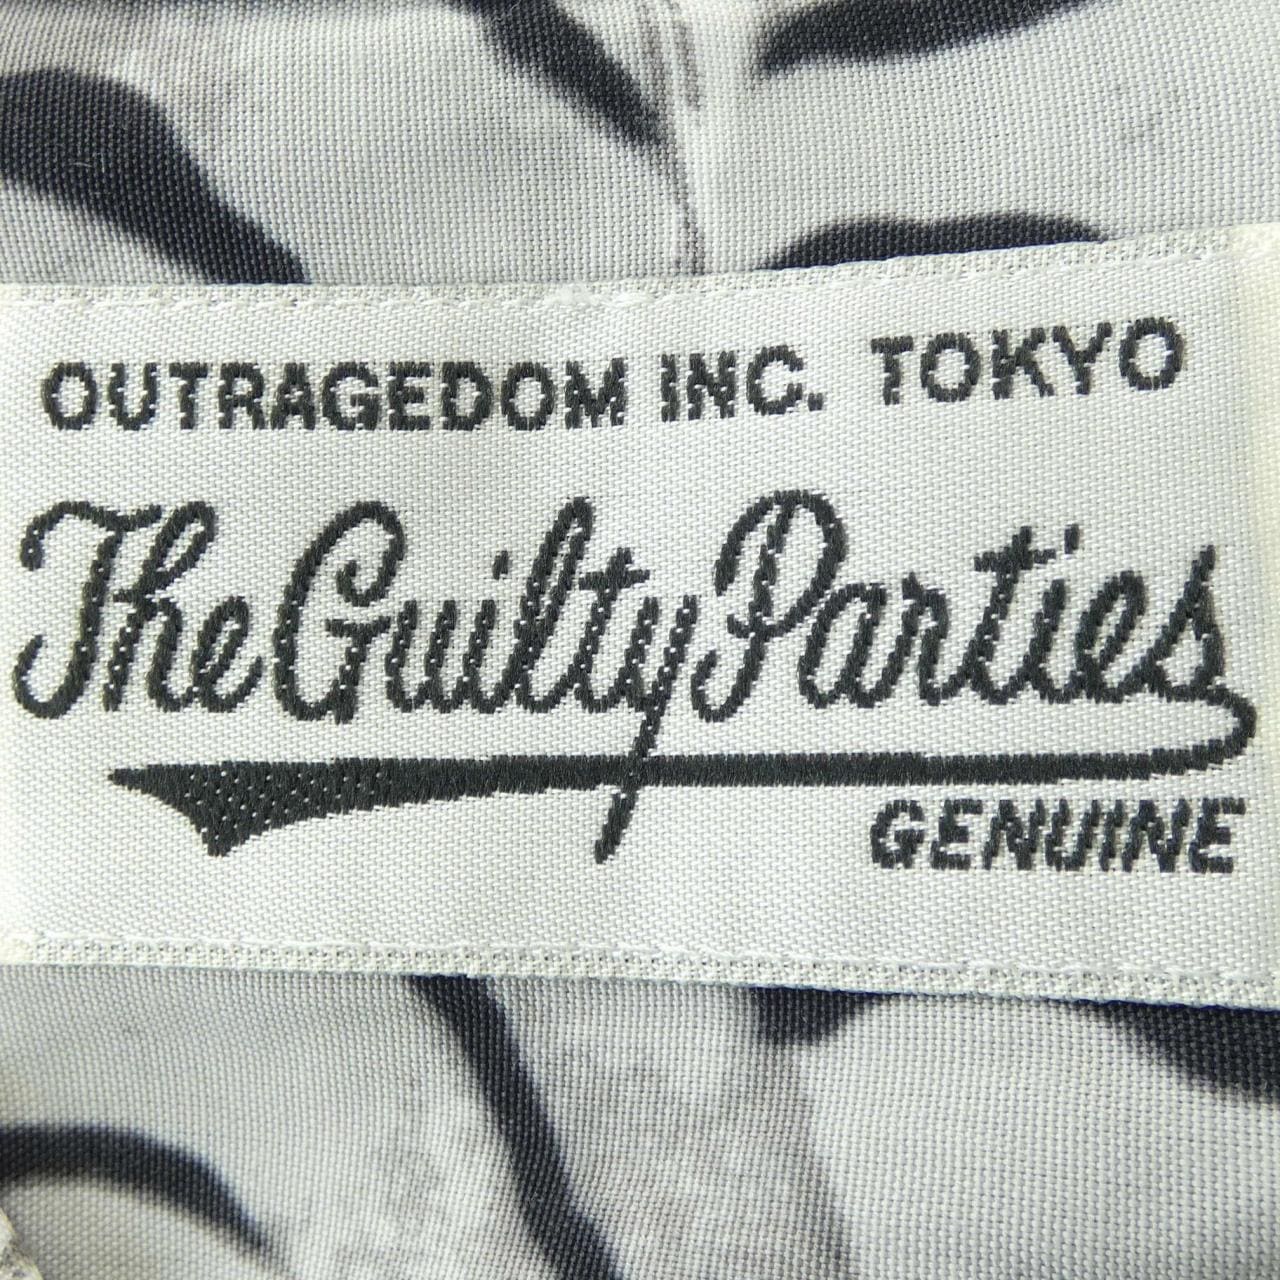 OUTRAGEDOM INC. TOKYO
The Guilty Parties
GENUINE